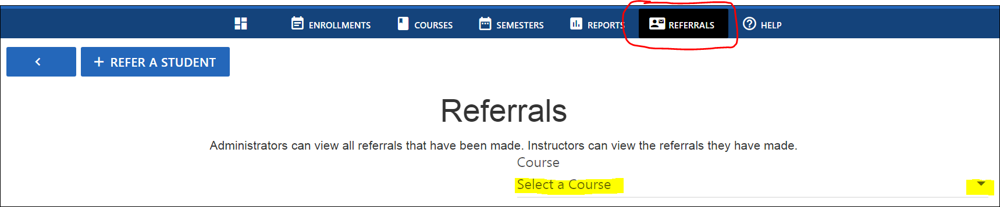 ENROLLMENTS COURSES SEMESTERS REPORTS REFERRALS HELP
+ REFER A STUDENT
Referrals
Administrators can view all referrals that have been made. Instructors can view the referrals they have made.
Course
Select a Course